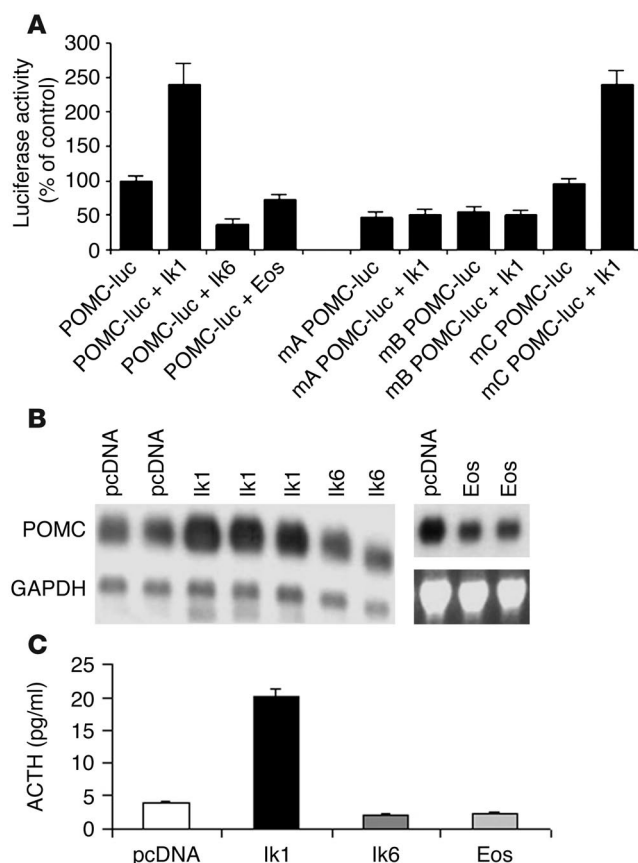 A
Luciferase activity
(% of control)
300
250
200
150
100
50
0
POMC-luc
POMC-luc + Ik1
POMC-luc + Ik6
POMC-luc + Eos
mA POMC-luc
mA POMC-luc + Ik1
mB POMC-luc
mB POMC-luc + Ik1
mC POMC-luc
mC POMC-luc + Ik1
B
pcDNA
pcDNA
Ik1
Ik1
Ik1
Ik6
Ik6
pcDNA
Eos
Eos
POMC
GAPDH
C
ACTH (pg/ml)
25
20
15
10
5
0
pcDNA
Ik1
Ik6
Eos